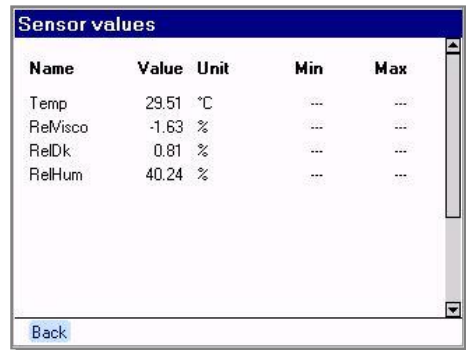 Sensor values
Name Value Unit Min Max
Temp 29.51 °C --- ---
RelVisco -1.63 % --- ---
RelDk 0.81 % --- ---
RelHum 40.24 % --- ---
Back